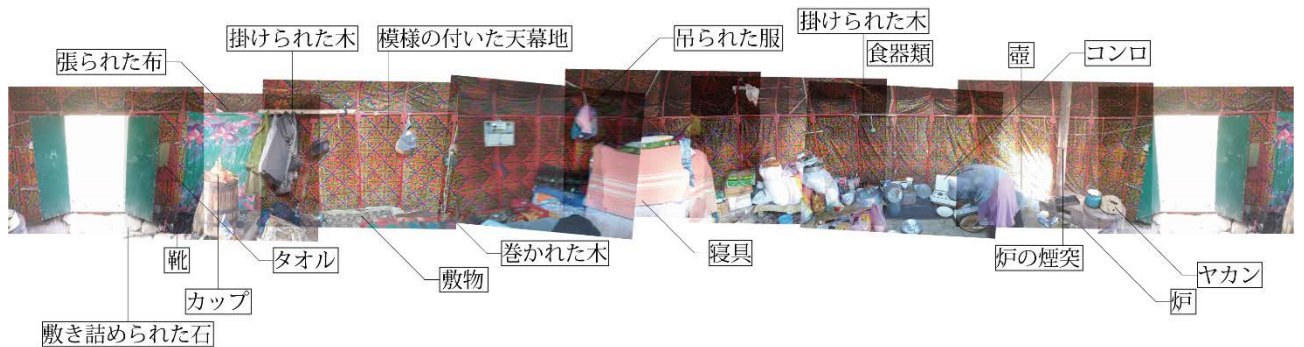 掛けられた木
張られた布
掛けられた木
模様の付いた天幕地
吊られた服
食器類
壺
コンロ
靴
タオル
カップ
敷き詰められた石
敷物
巻かれた木
寝具
炉の煙突
ヤカン
炉